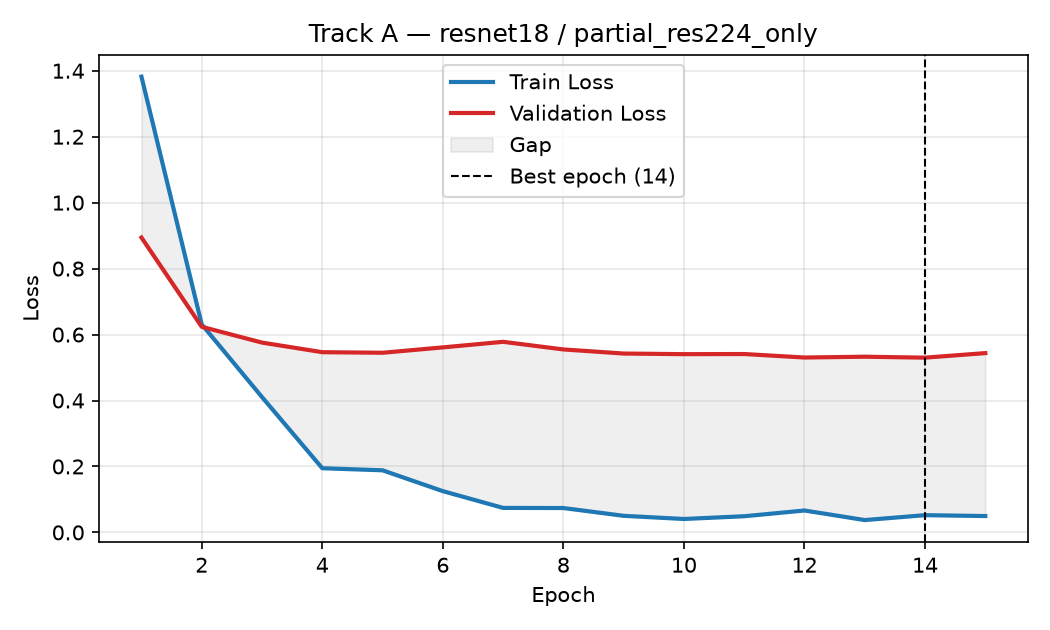 Track A — resnet18 / partial_res224_only
Train Loss
Validation Loss
Gap
Best epoch (14)
Loss
1.4
1.2
1.0
0.8
0.6
0.4
0.2
0.0
2 4 6 8 10 12 14
Epoch